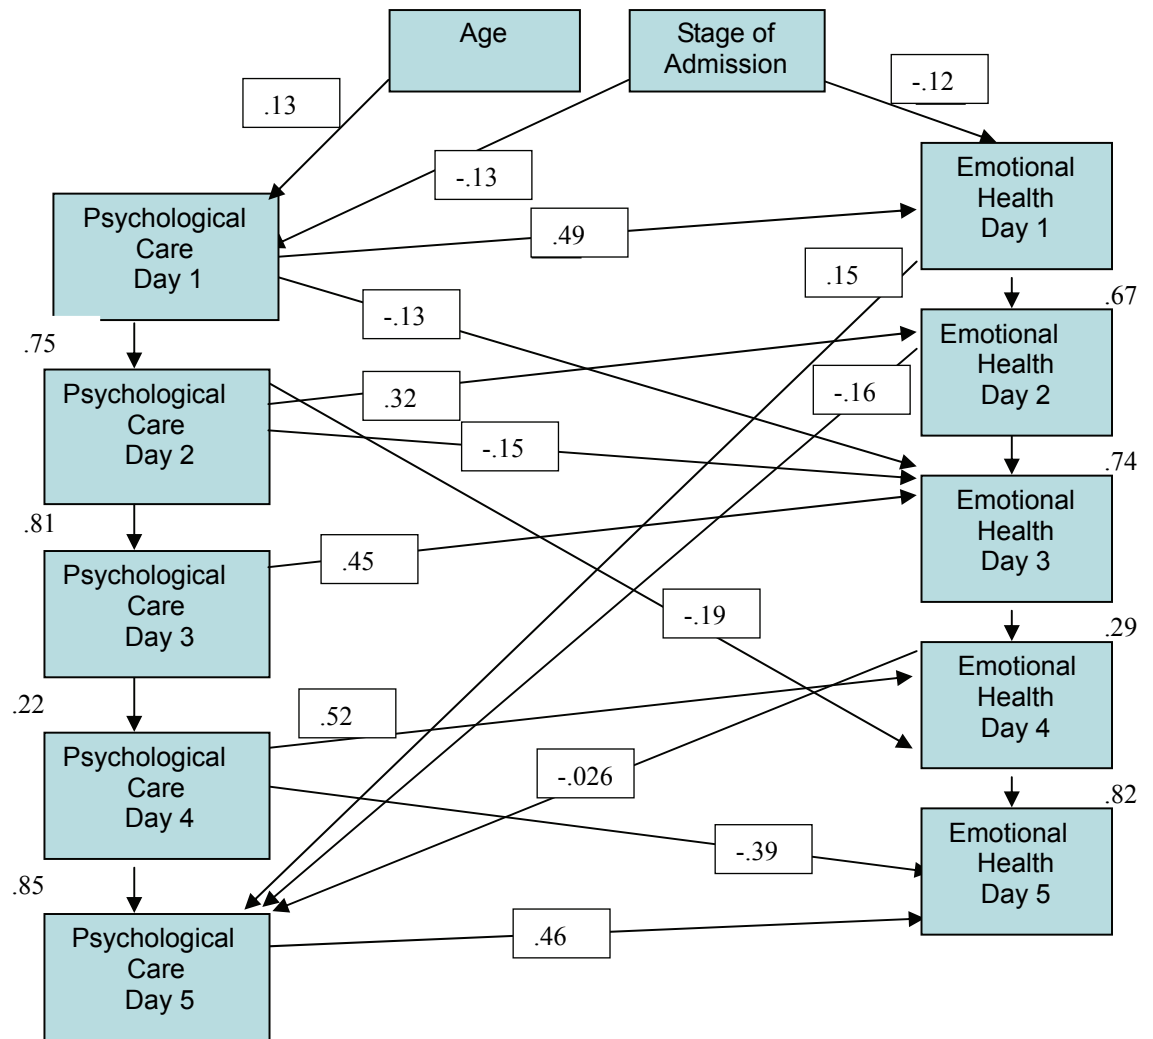 Age
Stage of
Admission
-.12
.13
-.13
Emotional
Health
Day 1
Psychological
Care
Day 1
.49
.15
-.13
.67
.75
Emotional
Health
Day 2
Psychological
Care
Day 2
.32
-.16
-.15
.74
.81
Emotional
Health
Day 3
.45
Psychological
Care
Day 3
-.19
.29
.22
.52
Emotional
Health
Day 4
Psychological
Care
Day 4
-.026
.82
-.39
Emotional
Health
Day 5
.85
.46
Psychological
Care
Day 5